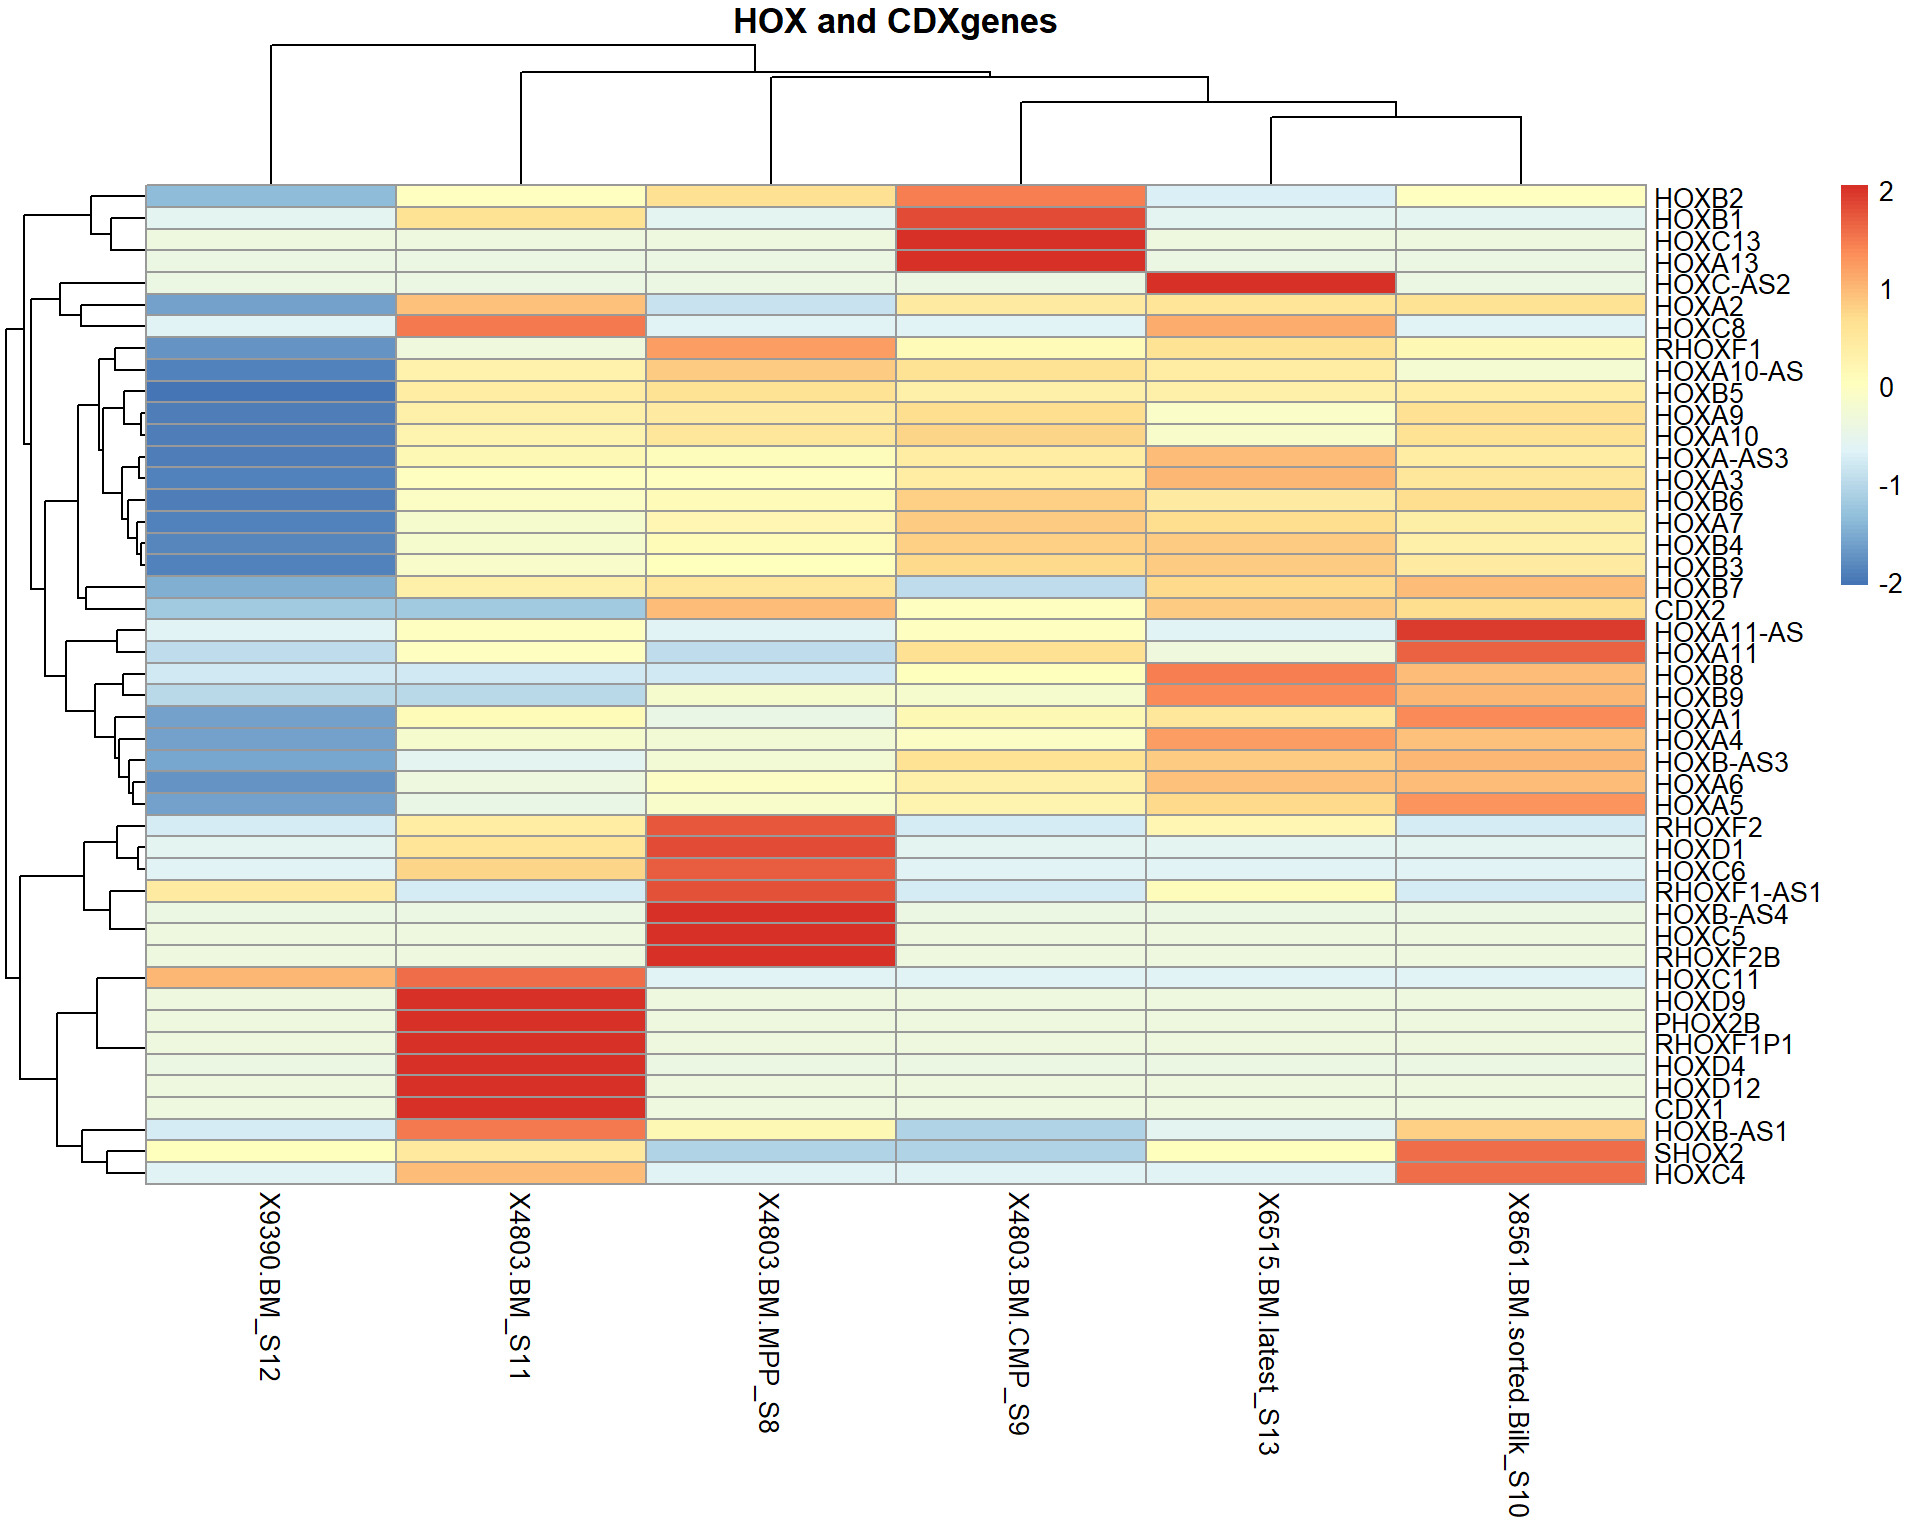 HOX and CDXgenes
2
1
0
-1
-2
HOXB2
HOXB1
HOXC13
HOXA13
HOXC-AS2
HOXA2
HOXC8
RHOXF1
HOXA10-AS
HOXB5
HOXA9
HOXA10
HOXA-AS3
HOXA3
HOXB6
HOXA7
HOXB4
HOXB3
HOXB7
CDX2
HOXA11-AS
HOXA11
HOXB8
HOXB9
HOXA1
HOXA4
HOXB-AS3
HOXA6
HOXA5
RHOXF2
HOXD1
HOXC6
RHOXF1-AS1
HOXB-AS4
HOXC5
RHOXF2B
HOXC11
HOXD9
PHOX2B
RHOXF1P1
HOXD4
HOXD12
CDX1
HOXB-AS1
SHOX2
HOXC4
X9390.BM_S12
X4803.BM_S11
X4803.BM.MPP_S8
X4803.BM.CMP_S9
X6515.BM.latest_S13
X8561.BM.sorted.Bilk_S10